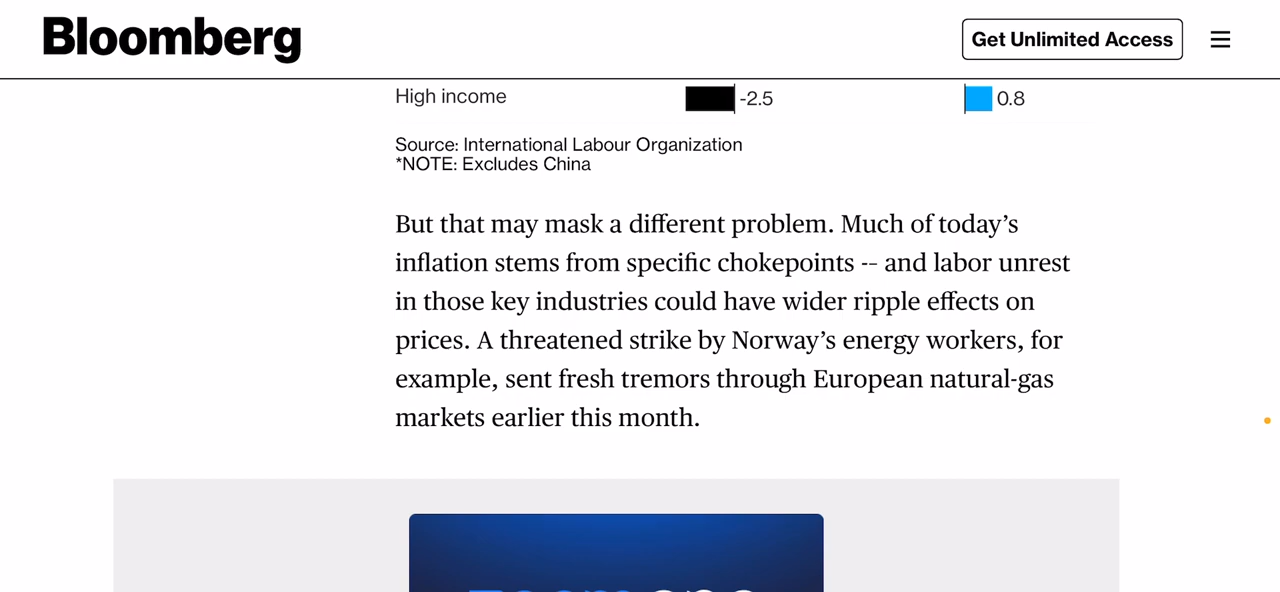 Bloomberg
Get Unlimited Access
High income -2.5 0.8
Source: International Labour Organization
*NOTE: Excludes China
But that may mask a different problem. Much of today’s
inflation stems from specific chokepoints -- and labor unrest
in those key industries could have wider ripple effects on
prices. A threatened strike by Norway’s energy workers, for
example, sent fresh tremors through European natural-gas
markets earlier this month.